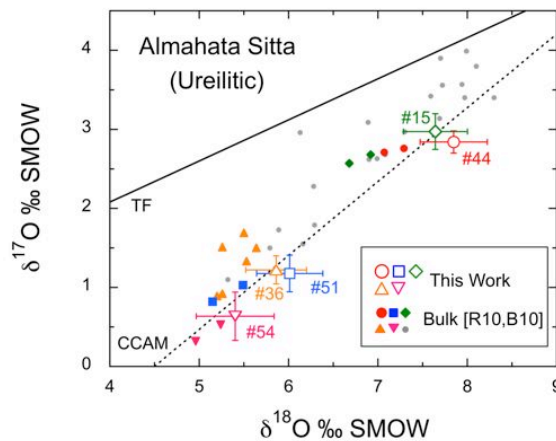 Almahata Sitta
(Ureilitic)
TF
CCAM
#15
#44
#36
#51
#54
This Work
Bulk [R10,B10]
4
3
2
1
0
4 5 6 7 8 9
δ17O ‰ SMOW
δ18O ‰ SMOW